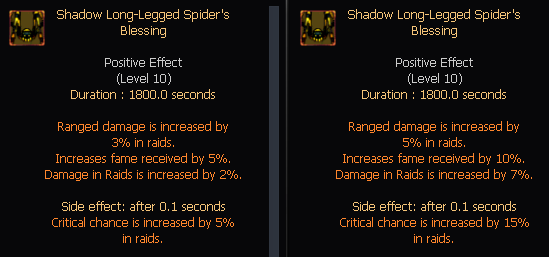 Shadow Long-Legged Spider's
Blessing
Positive Effect
(Level 10)
Duration : 1800.0 seconds
Ranged damage is increased by
3% in raids.
Increases fame received by 5%.
Damage in Raids is increased by 2%.
Side effect: after 0.1 seconds
Critical chance is increased by 5%
in raids.
Shadow Long-Legged Spider's
Blessing
Positive Effect
(Level 10)
Duration : 1800.0 seconds
Ranged damage is increased by
5% in raids.
Increases fame received by 10%.
Damage in Raids is increased by 7%.
Side effect: after 0.1 seconds
Critical chance is increased by 15%
in raids.